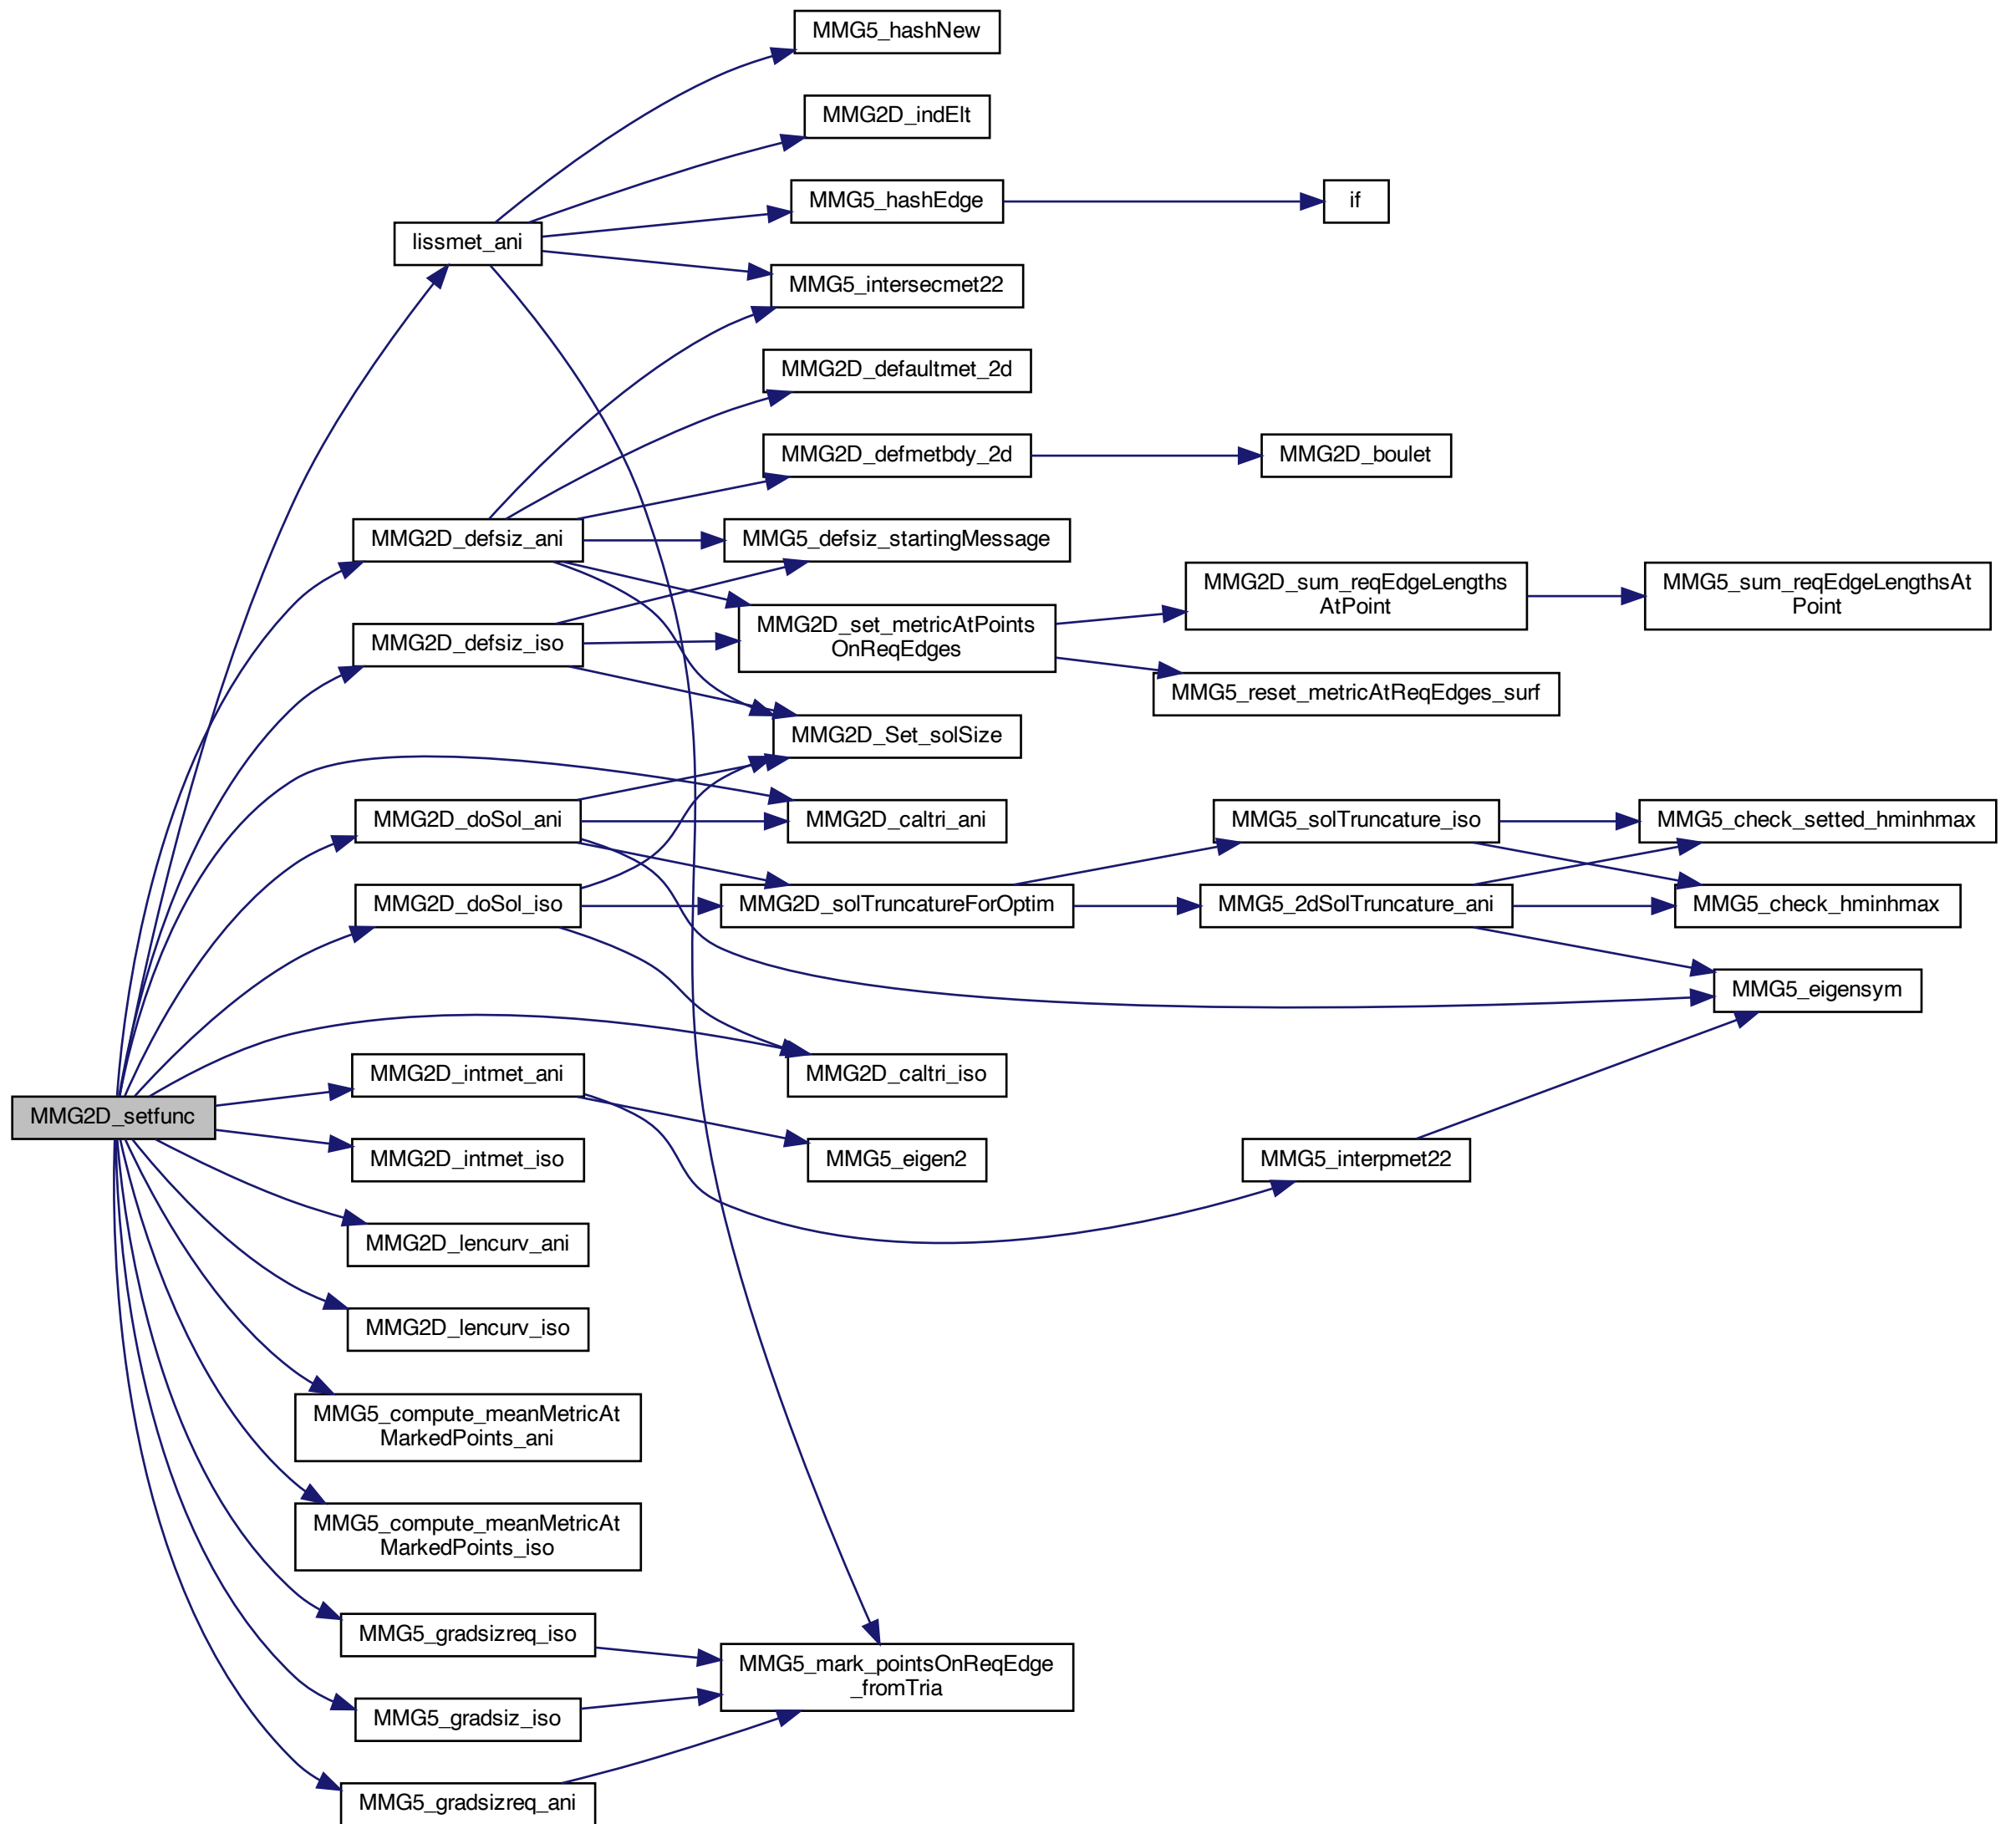 MMG5_hashNew
MMG2D_indElt
MMG5_hashEdge
if
lissmet_ani
MMG5_intersecmet22
MMG2D_defaultmet_2d
MMG2D_defmetbdy_2d
MMG2D_boulet
MMG2D_defsiz_ani
MMG5_defsiz_startingMessage
MMG2D_sum_reqEdgeLengths
AtPoint
MMG5_sum_reqEdgeLengthsAt
Point
MMG2D_defsiz_iso
MMG2D_set_metricAtPoints
OnReqEdges
MMG5_reset_metricAtReqEdges_surf
MMG2D_Set_solSize
MMG2D_doSol_ani
MMG2D_caltri_ani
MMG5_solTruncature_iso
MMG5_check_setted_hminhmax
MMG2D_doSol_iso
MMG2D_solTruncatureForOptim
MMG5_2dSolTruncature_ani
MMG5_check_hminhmax
MMG5_eigensym
MMG2D_intmet_ani
MMG2D_caltri_iso
MMG2D_setfunc
MMG2D_intmet_iso
MMG5_eigen2
MMG5_interpmet22
MMG2D_lencurv_ani
MMG2D_lencurv_iso
MMG5_compute_meanMetricAt
MarkedPoints_ani
MMG5_compute_meanMetricAt
MarkedPoints_iso
MMG5_gradsizreq_iso
MMG5_mark_pointsOnReqEdge
_fromTria
MMG5_gradsiz_iso
MMG5_gradsizreq_ani